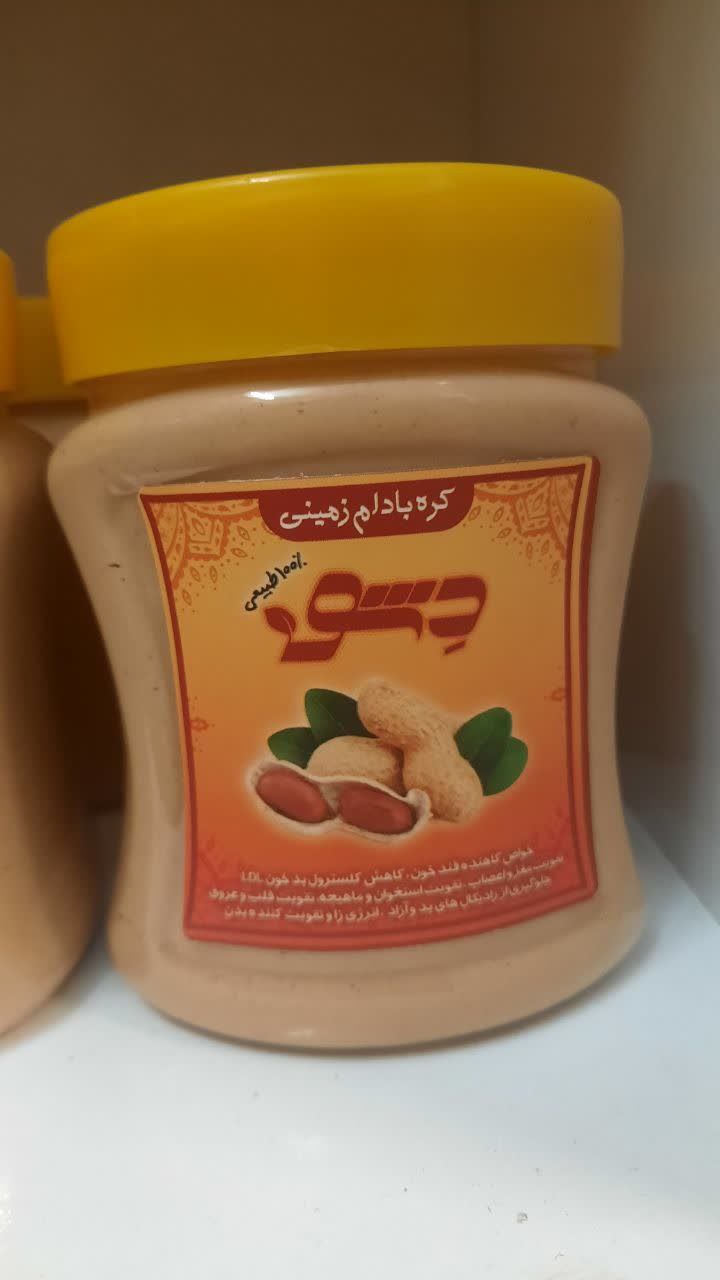 کره بادام زمینی
۱۰۰٪ طبیعی
دمشق
خواص کاهنده قند خون، کاهش کلسترول بد خون LDL
تقویت مغز و اعصاب، تقویت استخوان و ماهیچه، تقویت قلب و عروق
جلوگیری از رادیکال های بد و آزاد، انرژی زا و تقویت کننده بدن